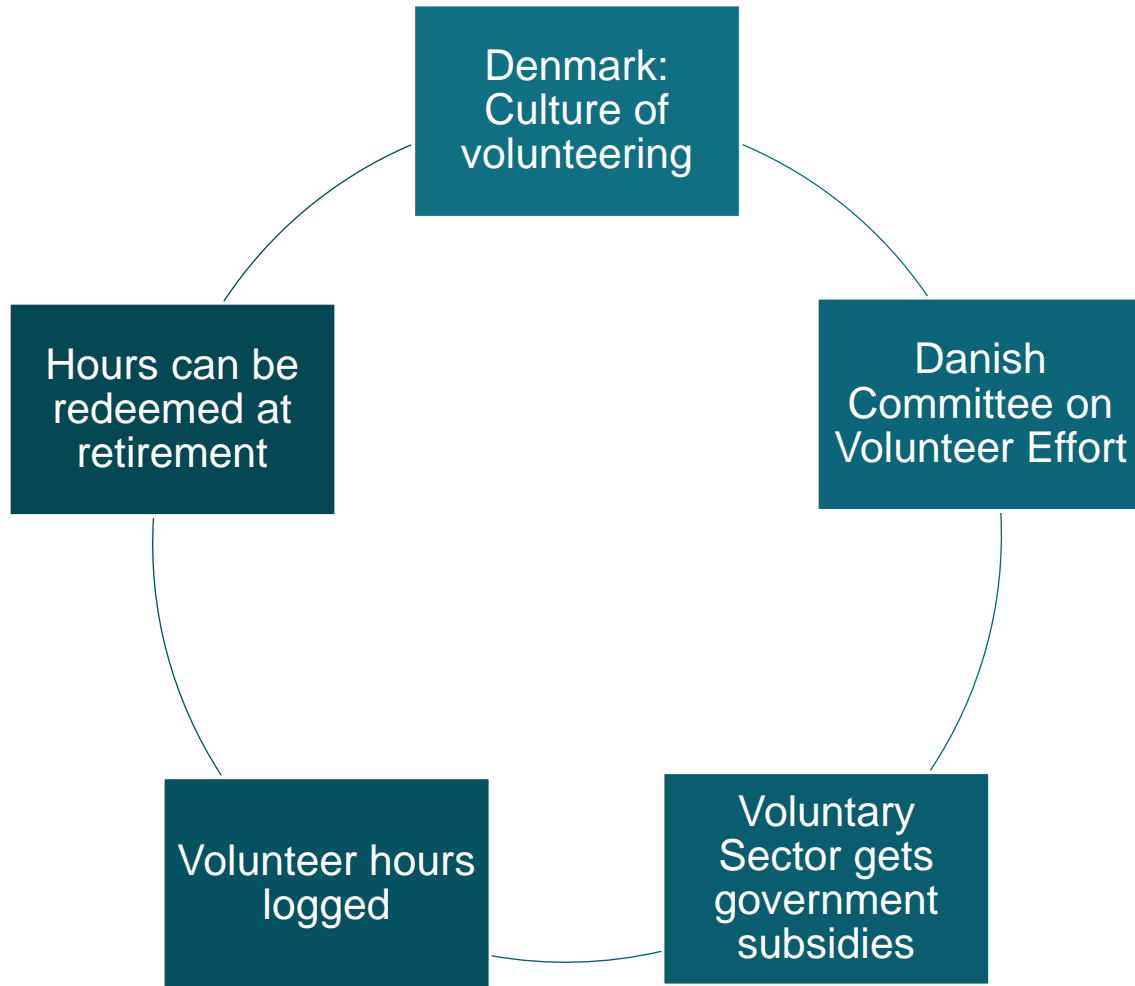 Denmark:
Culture of
volunteering
Danish
Committee on
Volunteer Effort
Voluntary
Sector gets
government
subsidies
Volunteer hours
logged
Hours can be
redeemed at
retirement